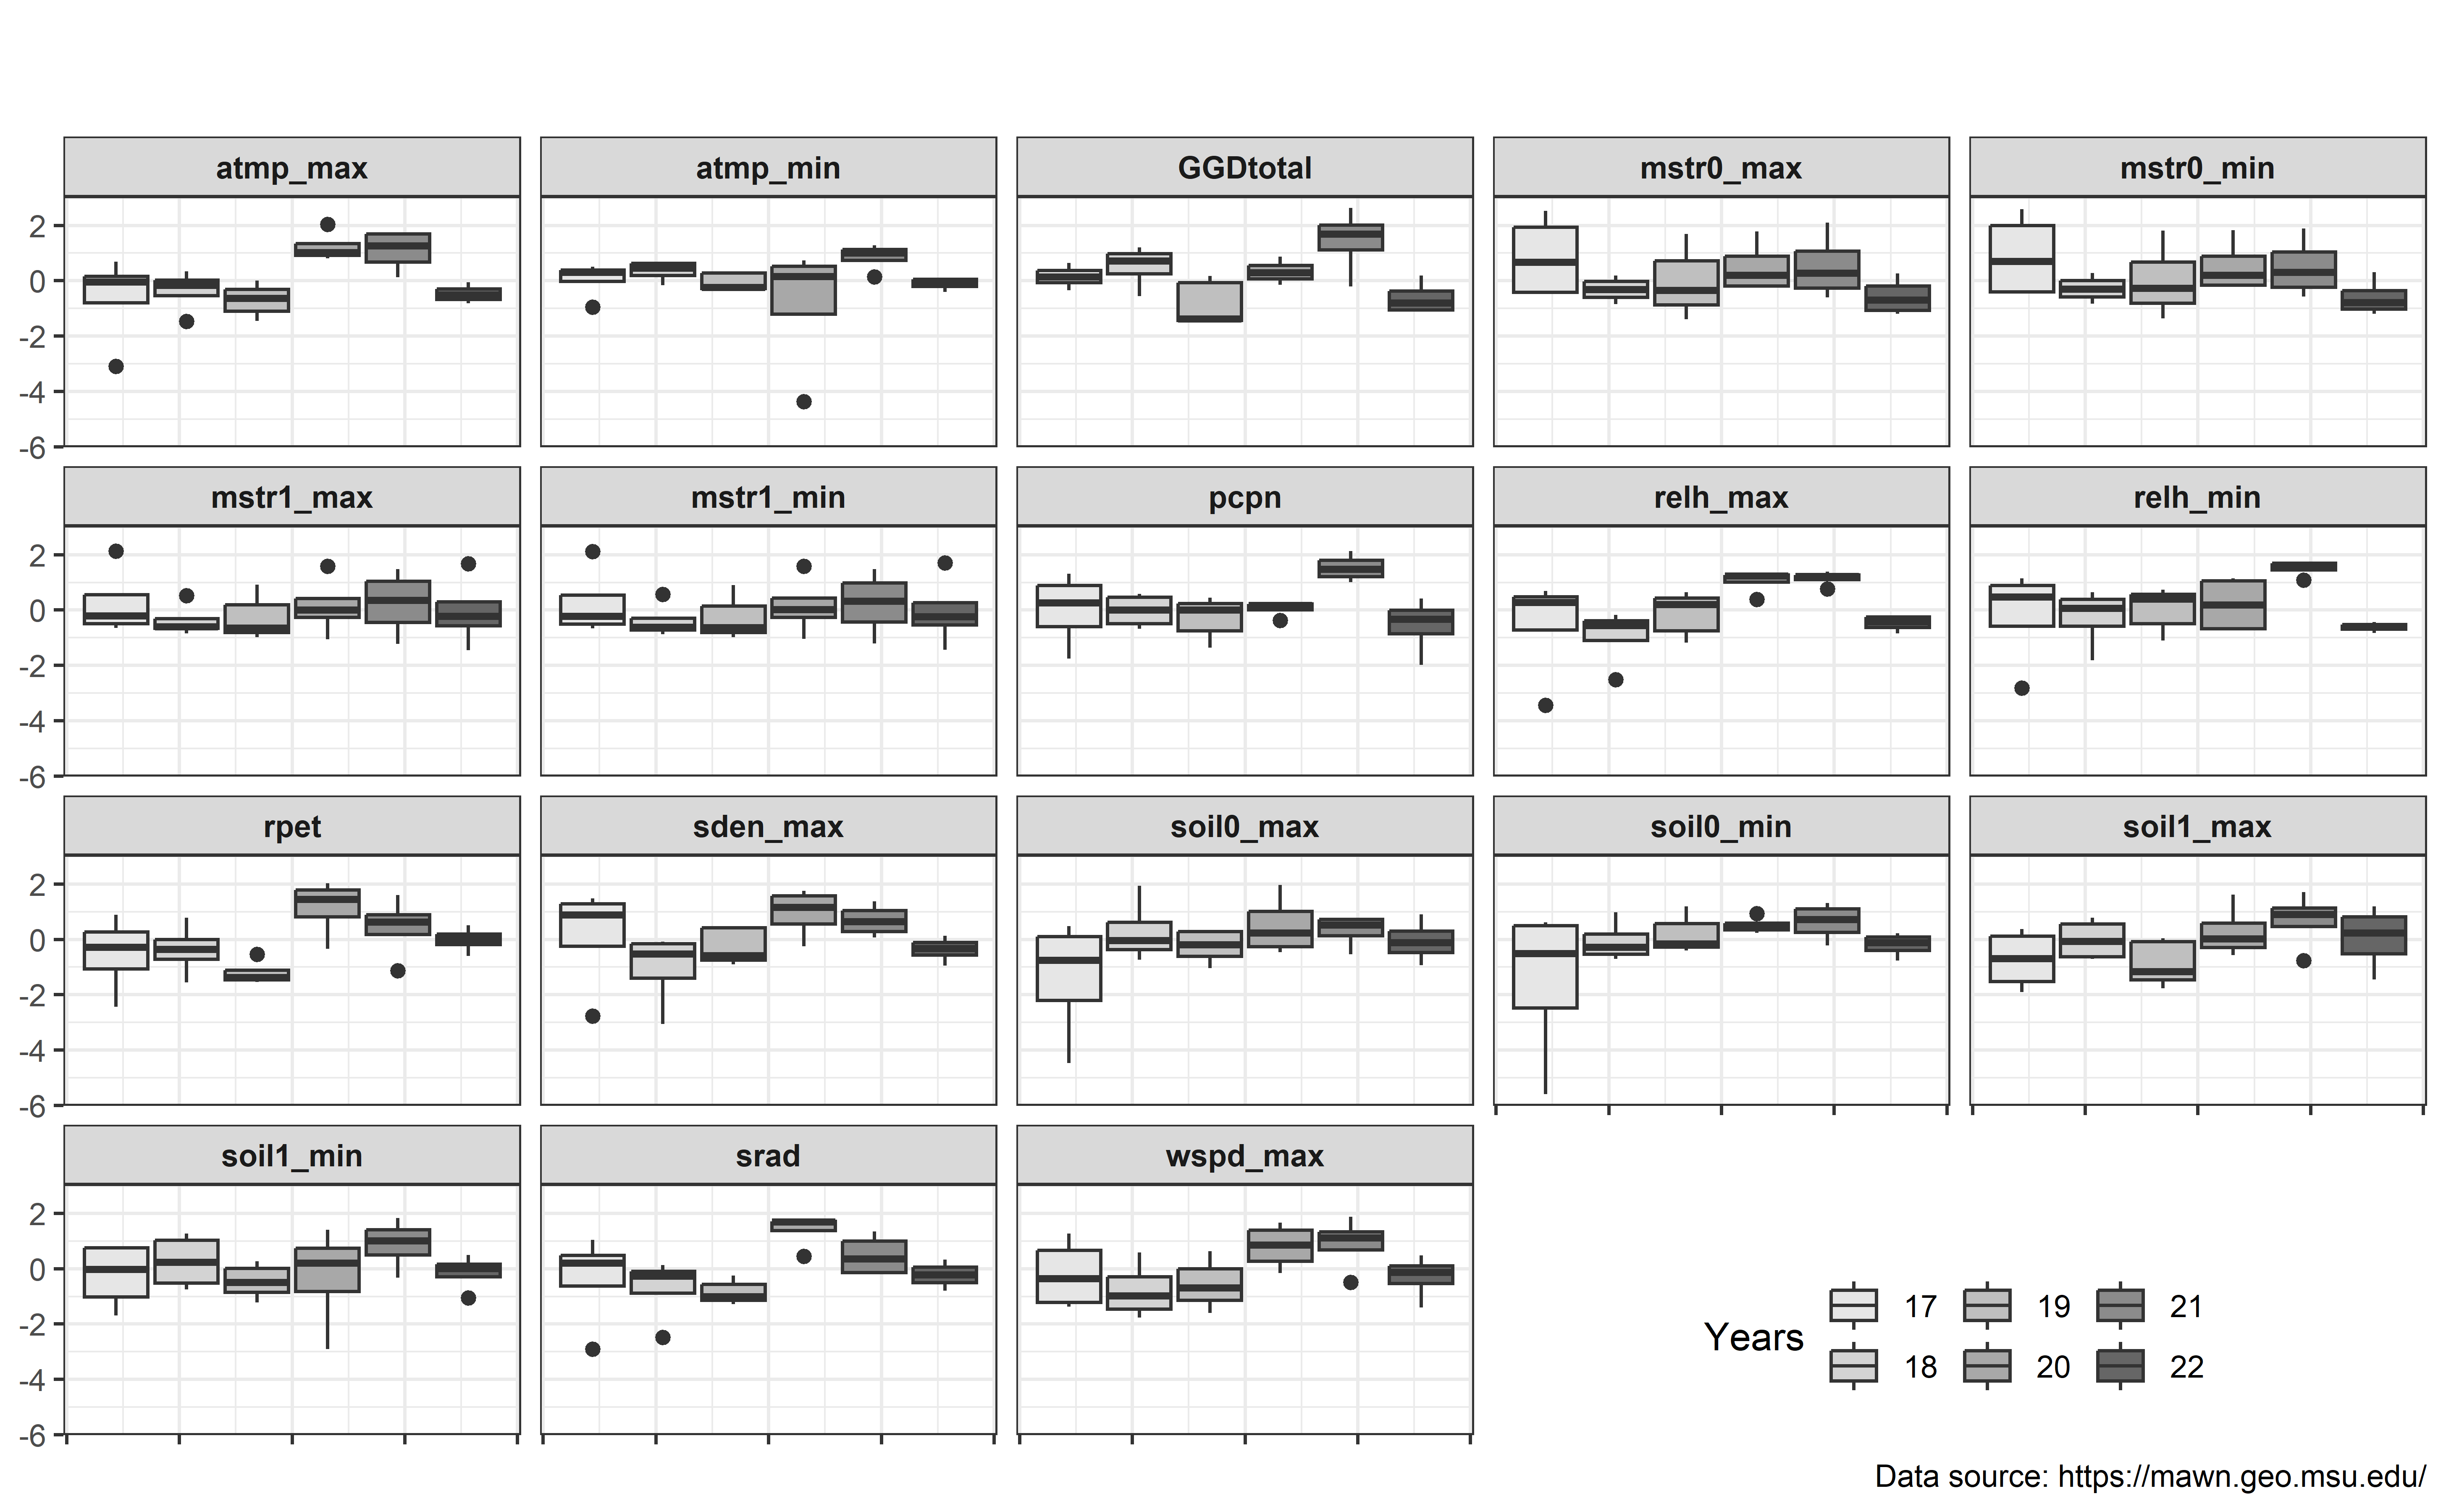 atmp_max atmp_min GGDtotal mstr0_max mstr0_min
2
0
-2
-4
-6
mstr1_max mstr1_min pcpn relh_max relh_min
2
0
-2
-4
-6
rpet sden_max soil0_max soil0_min soil1_max
2
0
-2
-4
-6
soil1_min srad wspd_max
2
0
-2
-4
-6
Years
17 19 21
18 20 22
Data source: https://mawn.geo.msu.edu/